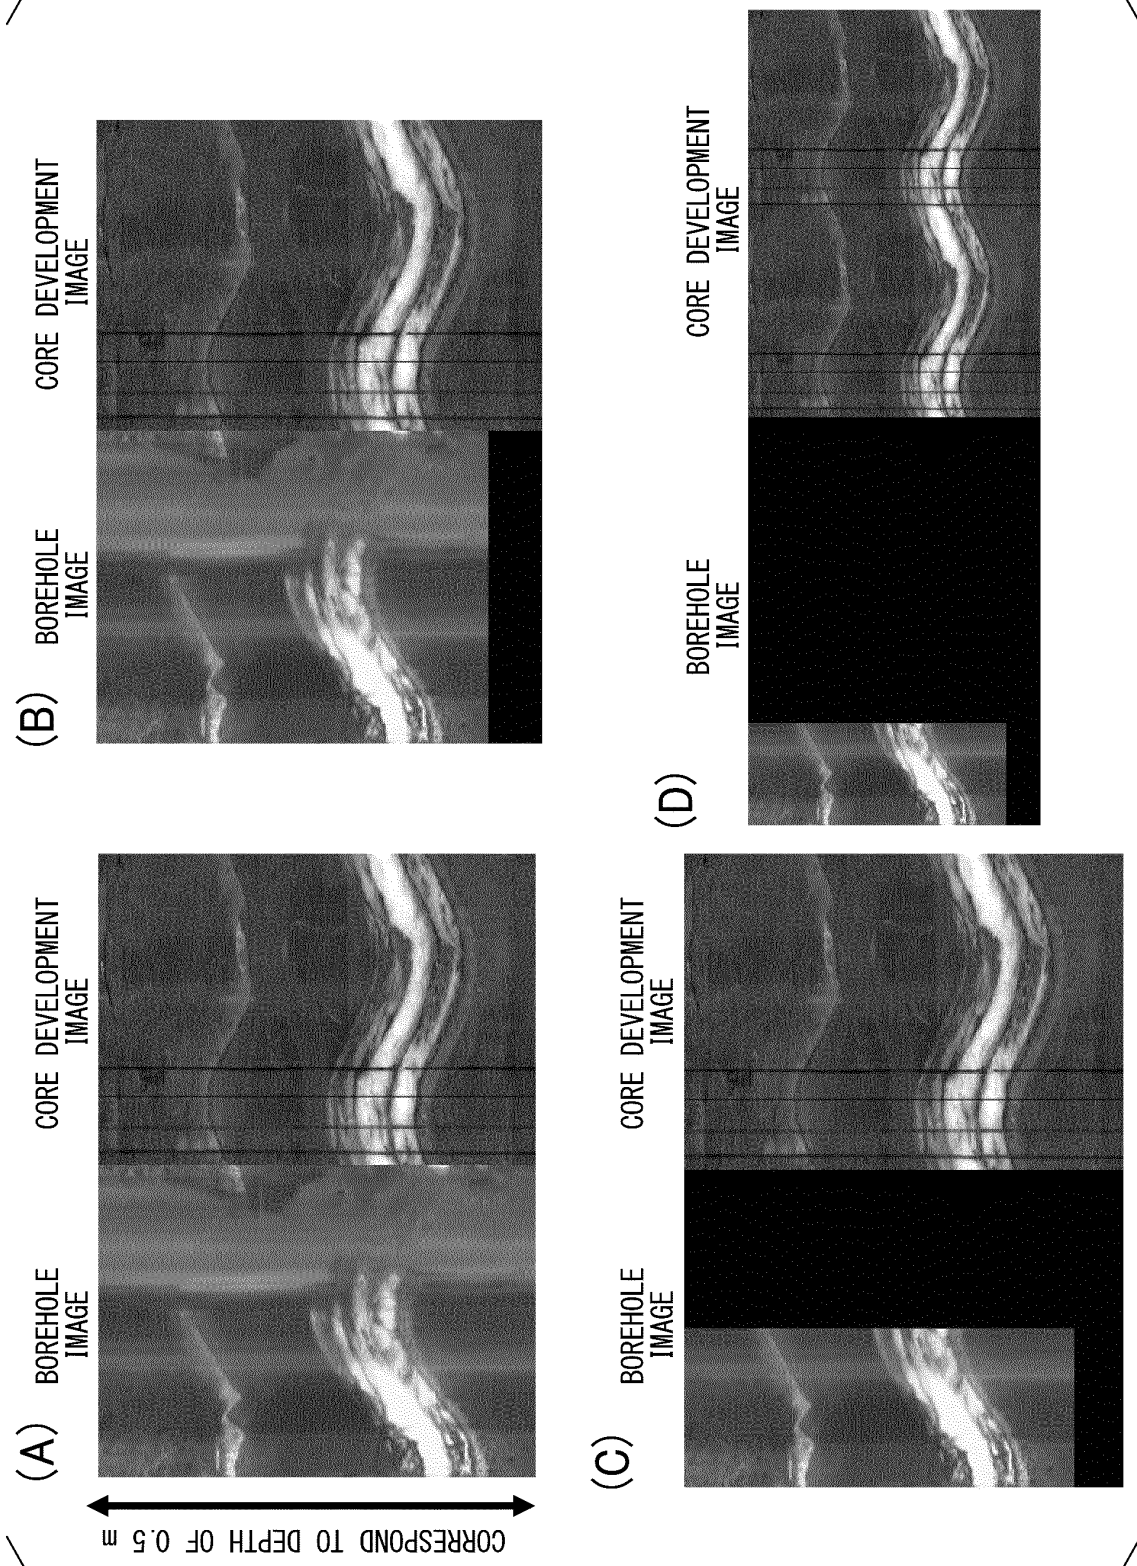 (A)
BOREHOLE
IMAGE
CORE DEVELOPMENT
IMAGE
CORRESPOND TO DEPTH OF 0.5 m
(B)
BOREHOLE
IMAGE
CORE DEVELOPMENT
IMAGE
(C)
BOREHOLE
IMAGE
CORE DEVELOPMENT
IMAGE
(D)
BOREHOLE
IMAGE
CORE DEVELOPMENT
IMAGE